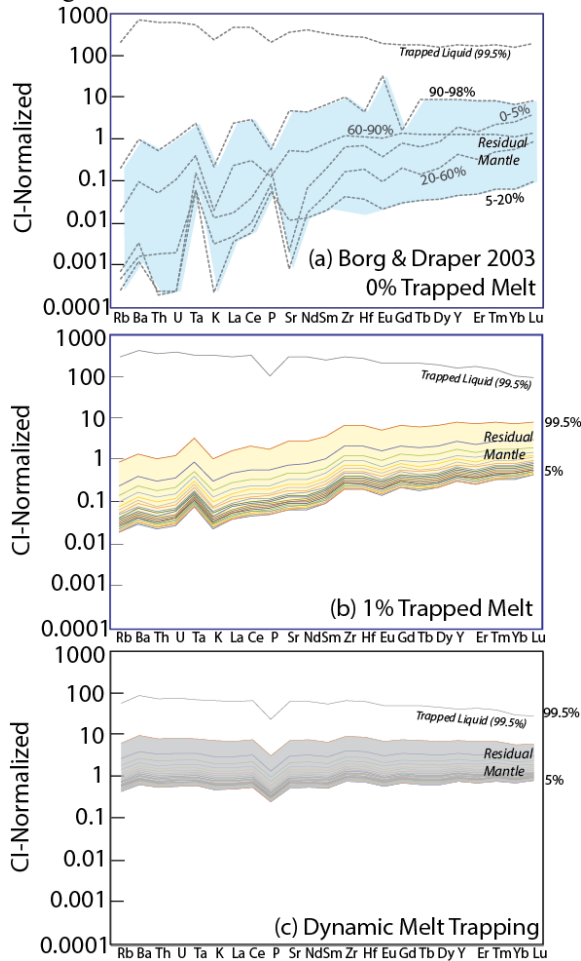 1000
100
10
1
0.1
0.01
0.001
0.0001
CI-Normalized
Trapped Liquid (99.5%)
90-98%
0-5%
60-90%
Residual
Mantle
20-60%
5-20%
(a) Borg & Draper 2003
0% Trapped Melt
Rb Ba Th U Ta K La Ce P Sr NdSm Zr Hf Eu Gd Tb Dy Y Er Tm Yb Lu
1000
100
10
1
0.1
0.01
0.001
0.0001
CI-Normalized
Trapped Liquid (99.5%)
99.5%
Residual
Mantle
5%
(b) 1% Trapped Melt
Rb Ba Th U Ta K La Ce P Sr NdSm Zr Hf Eu Gd Tb Dy Y Er Tm Yb Lu
1000
100
10
1
0.1
0.01
0.001
0.0001
CI-Normalized
99.5%
Trapped Liquid (99.5%)
Residual
Mantle
5%
(c) Dynamic Melt Trapping
Rb Ba Th U Ta K La Ce P Sr NdSm Zr Hf Eu Gd Tb Dy Y Er Tm Yb Lu